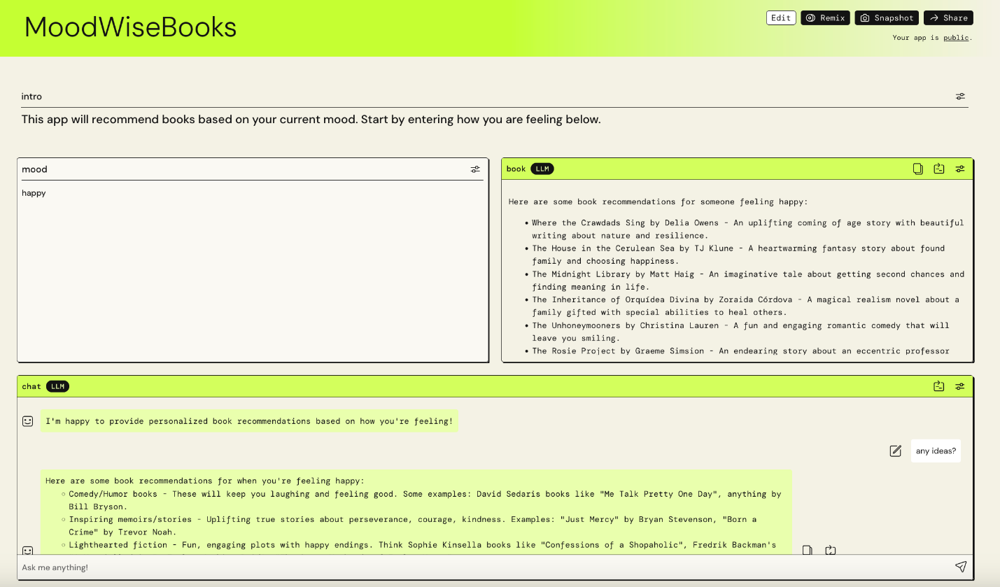 MoodWiseBooks
Edit
Remix
Snapshot
Share
Your app is public.
intro
This app will recommend books based on your current mood. Start by entering how you are feeling below.
mood
happy
book LLM
Here are some book recommendations for someone feeling happy:
• Where the Crawdads Sing by Delia Owens - An uplifting coming of age story with beautiful
writing about nature and resilience.
• The House in the Cerulean Sea by TJ Klune - A heartwarming fantasy story about found
family and choosing happiness.
• The Midnight Library by Matt Haig - An imaginative tale about getting second chances and
finding meaning in life.
• The Inheritance of Orquídea Divina by Zoraida Córdova - A magical realism novel about a
family gifted with special abilities to heal others.
• The Unhoneymooners by Christina Lauren - A fun and engaging romantic comedy that will
leave you smiling.
• The Rosie Project by Graeme Simsion - An endearing story about an eccentric professor
chat LLM
I'm happy to provide personalized book recommendations based on how you're feeling!
any ideas?
Here are some book recommendations for when you're feeling happy:
◦ Comedy/Humor books - These will keep you laughing and feeling good. Some examples: David Sedaris books like "Me Talk Pretty One Day", anything by
Bill Bryson.
◦ Inspiring memoirs/stories - Uplifting true stories about perseverance, courage, kindness. Examples: "Just Mercy" by Bryan Stevenson, "Born a
Crime" by Trevor Noah.
◦ Lighthearted fiction - Fun, engaging plots with happy endings. Think Sophie Kinsella books like "Confessions of a Shopaholic", Fredrik Backman's
Ask me anything!